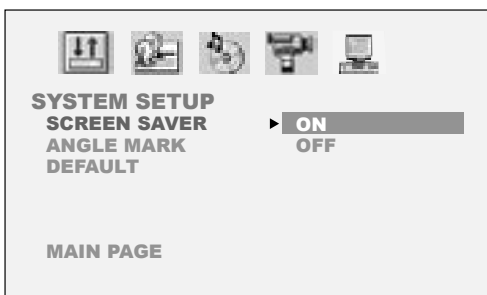 SYSTEM SETUP
SCREEN SAVER ON
ANGLE MARK OFF
DEFAULT
MAIN PAGE